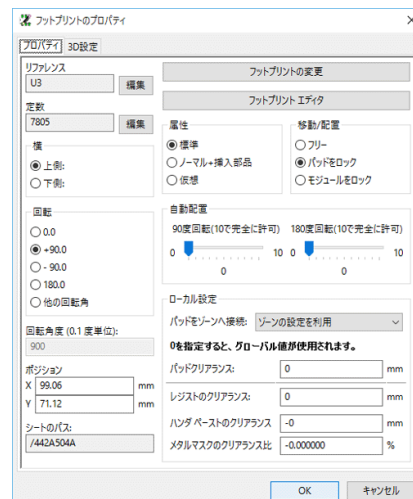 フットプリントのプロパティ
プロパティ 3D設定
リファレンス
U3
編集
定数
7805
編集
横
上側:
下側:
回転
0.0
+90.0
- 90.0
180.0
他の回転角
回転角度 (0.1 度単位):
900
ポジション
X 99.06 mm
Y 71.12 mm
シートのパス:
/442A504A
フットプリントの変更
フットプリント エディタ
属性
標準
ノーマル+挿入部品
仮想
移動/配置
フリー
パッドをロック
モジュールをロック
自動配置
90度回転(10で完全に許可)
0 10
0
180度回転(10で完全に許可)
0 10
0
ローカル設定
パッドをゾーンへ接続: ゾーンの設定を利用
0を指定すると、グローバル値が使用されます。
パッドクリアランス: 0 mm
レジストのクリアランス: 0 mm
ハンダ ペーストのクリアランス -0 mm
メタルマスクのクリアランス比 -0.000000 %
OK キャンセル